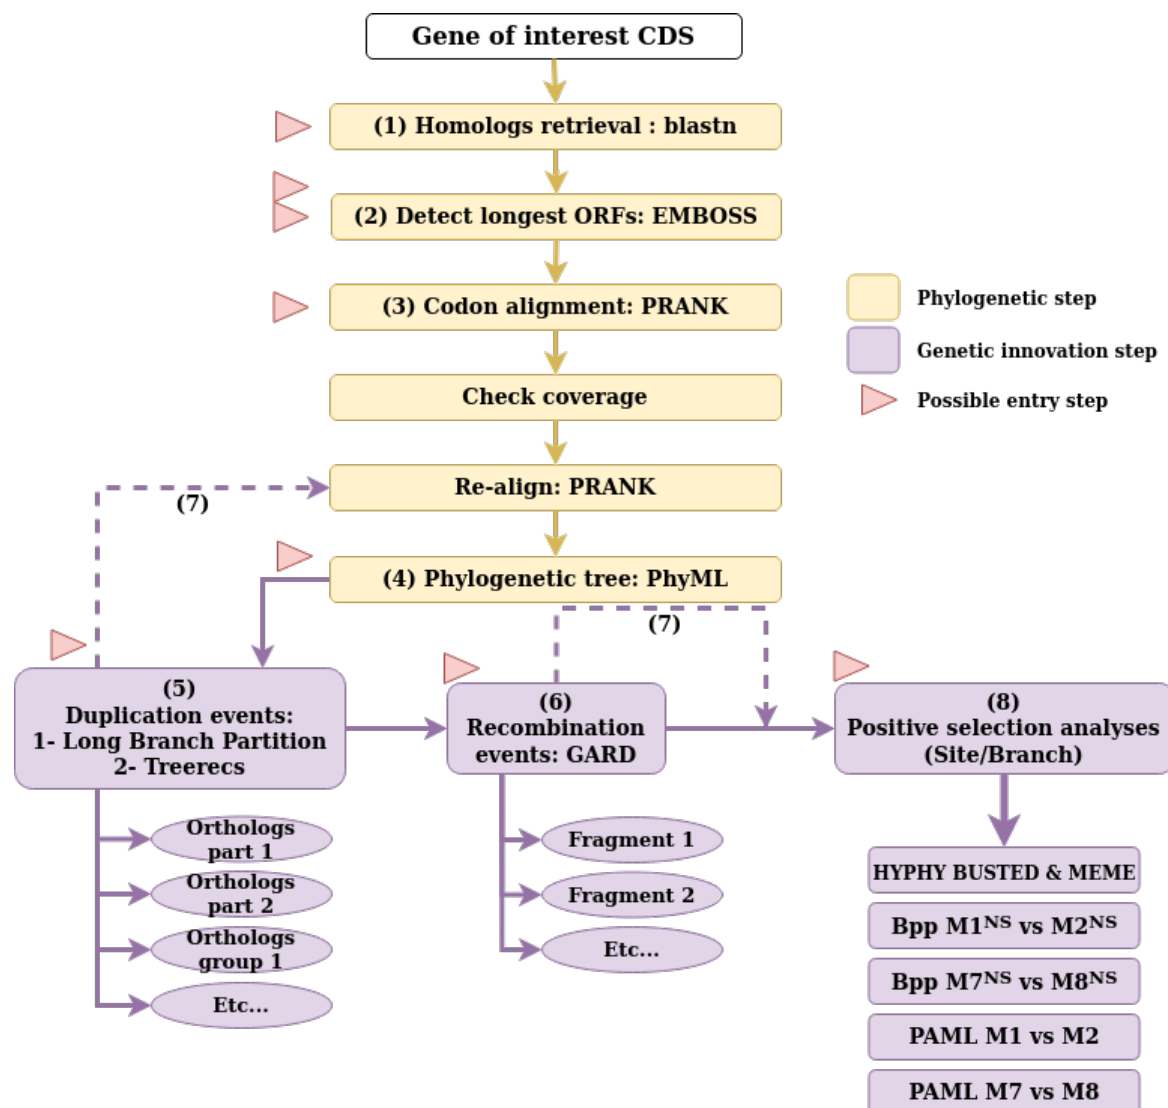 Gene of interest CDS
(1) Homologs retrieval : blastn
(2) Detect longest ORFs: EMBOSS
(3) Codon alignment: PRANK
Phylogenetic step
Genetic innovation step
Possible entry step
Check coverage
Re-align: PRANK
(7)
(4) Phylogenetic tree: PhyML
(7)
(5)
Duplication events:
1- Long Branch Partition
2- Treerecs
(6)
Recombination
events: GARD
(8)
Positive selection analyses
(Site/Branch)
Orthologs
part 1
Orthologs
part 2
Orthologs
group 1
Etc...
Fragment 1
Fragment 2
Etc...
HYPHY BUSTED & MEME
Bpp M1NS vs M2NS
Bpp M7NS vs M8NS
PAML M1 vs M2
PAML M7 vs M8